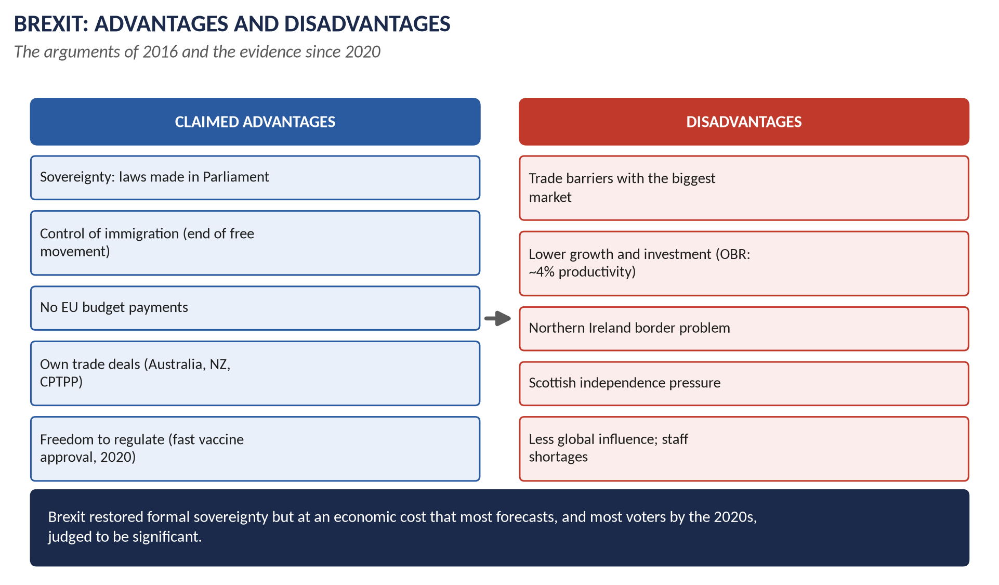 BREXIT: ADVANTAGES AND DISADVANTAGES
The arguments of 2016 and the evidence since 2020
CLAIMED ADVANTAGES
Sovereignty: laws made in Parliament
Control of immigration (end of free
movement)
No EU budget payments
Own trade deals (Australia, NZ,
CPTPP)
Freedom to regulate (fast vaccine
approval, 2020)
DISADVANTAGES
Trade barriers with the biggest
market
Lower growth and investment (OBR:
~4% productivity)
Northern Ireland border problem
Scottish independence pressure
Less global influence; staff
shortages
Brexit restored formal sovereignty but at an economic cost that most forecasts, and most voters by the 2020s,
judged to be significant.